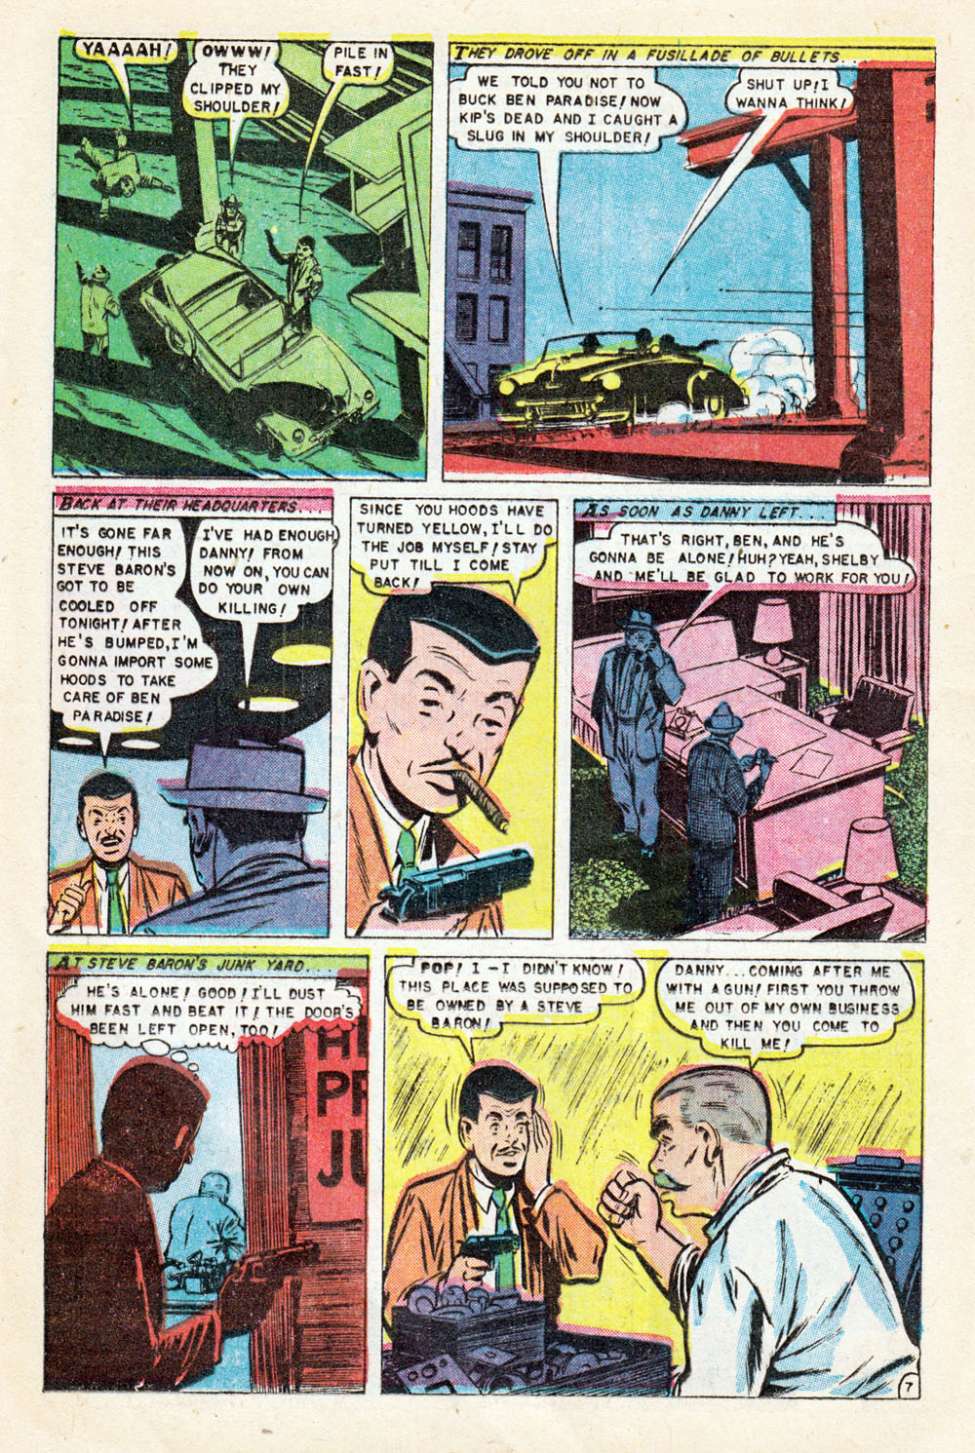 YAAAAH!
OWWW!
THEY
CLIPPED MY
SHOULDER!
PILE IN
FAST!
THEY DROVE OFF IN A FUSILLADE OF BULLETS...
WE TOLD YOU NOT TO
BUCK BEN PARADISE! NOW
KIP'S DEAD AND I CAUGHT A
SLUG IN MY SHOULDER!
SHUT UP! I
WANNA THINK!
BACK AT THEIR HEADQUARTERS....
IT'S GONE FAR
ENOUGH! THIS
STEVE BARON'S
GOT TO BE
COOLED OFF
TONIGHT! AFTER
HE'S BUMPED, I'M
GONNA IMPORT SOME
HOODS TO TAKE
CARE OF BEN
PARADISE!
I'VE HAD ENOUGH,
DANNY! FROM
NOW ON, YOU CAN
DO YOUR OWN
KILLING!
SINCE YOU HOODS HAVE
TURNED YELLOW, I'LL DO
THE JOB MYSELF! STAY
PUT TILL I COME
BACK!
AS SOON AS DANNY LEFT....
THAT'S RIGHT, BEN, AND HE'S
GONNA BE ALONE! HUH? YEAH, SHELBY
AND ME'LL BE GLAD TO WORK FOR YOU!
AT STEVE BARON'S JUNK YARD...
HE'S ALONE! GOOD! I'LL DUST
HIM FAST AND BEAT IT! THE DOOR'S
BEEN LEFT OPEN, TOO!
HI
PR
JU
POP! I-I DIDN'T KNOW!
THIS PLACE WAS SUPPOSED TO
BE OWNED BY A STEVE
BARON!
DANNY...COMING AFTER ME
WITH A GUN! FIRST YOU THROW
ME OUT OF MY OWN BUSINESS
AND THEN YOU COME TO
KILL ME!
7